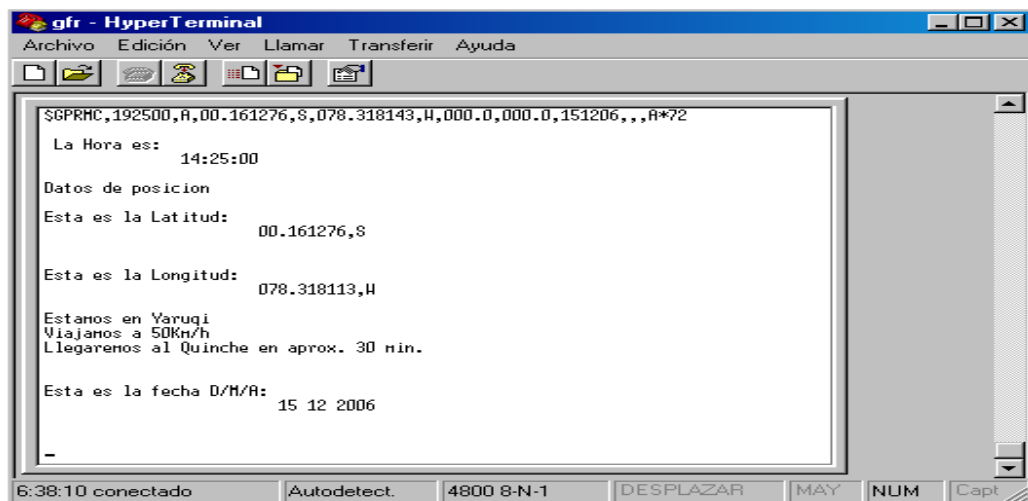 gfr - HyperTerminal
Archivo Edición Ver Llamar Transferir Ayuda
$GPRMC,192500,A,00.161276,S,078.318143,W,000.0,000.0,151206,,,A*72
La Hora es:
14:25:00
Datos de posicion
Esta es la Latitud:
00.161276,S
Esta es la Longitud:
078.318113,W
Estamos en Yaruqi
Viajamos a 50Km/h
Llegaremos al Quinche en aprox. 30 min.
Esta es la fecha D/M/A:
15 12 2006
6:38:10 conectado Autodetect. 4800 8-N-1 DESPLAZAR MAY NUM Capt